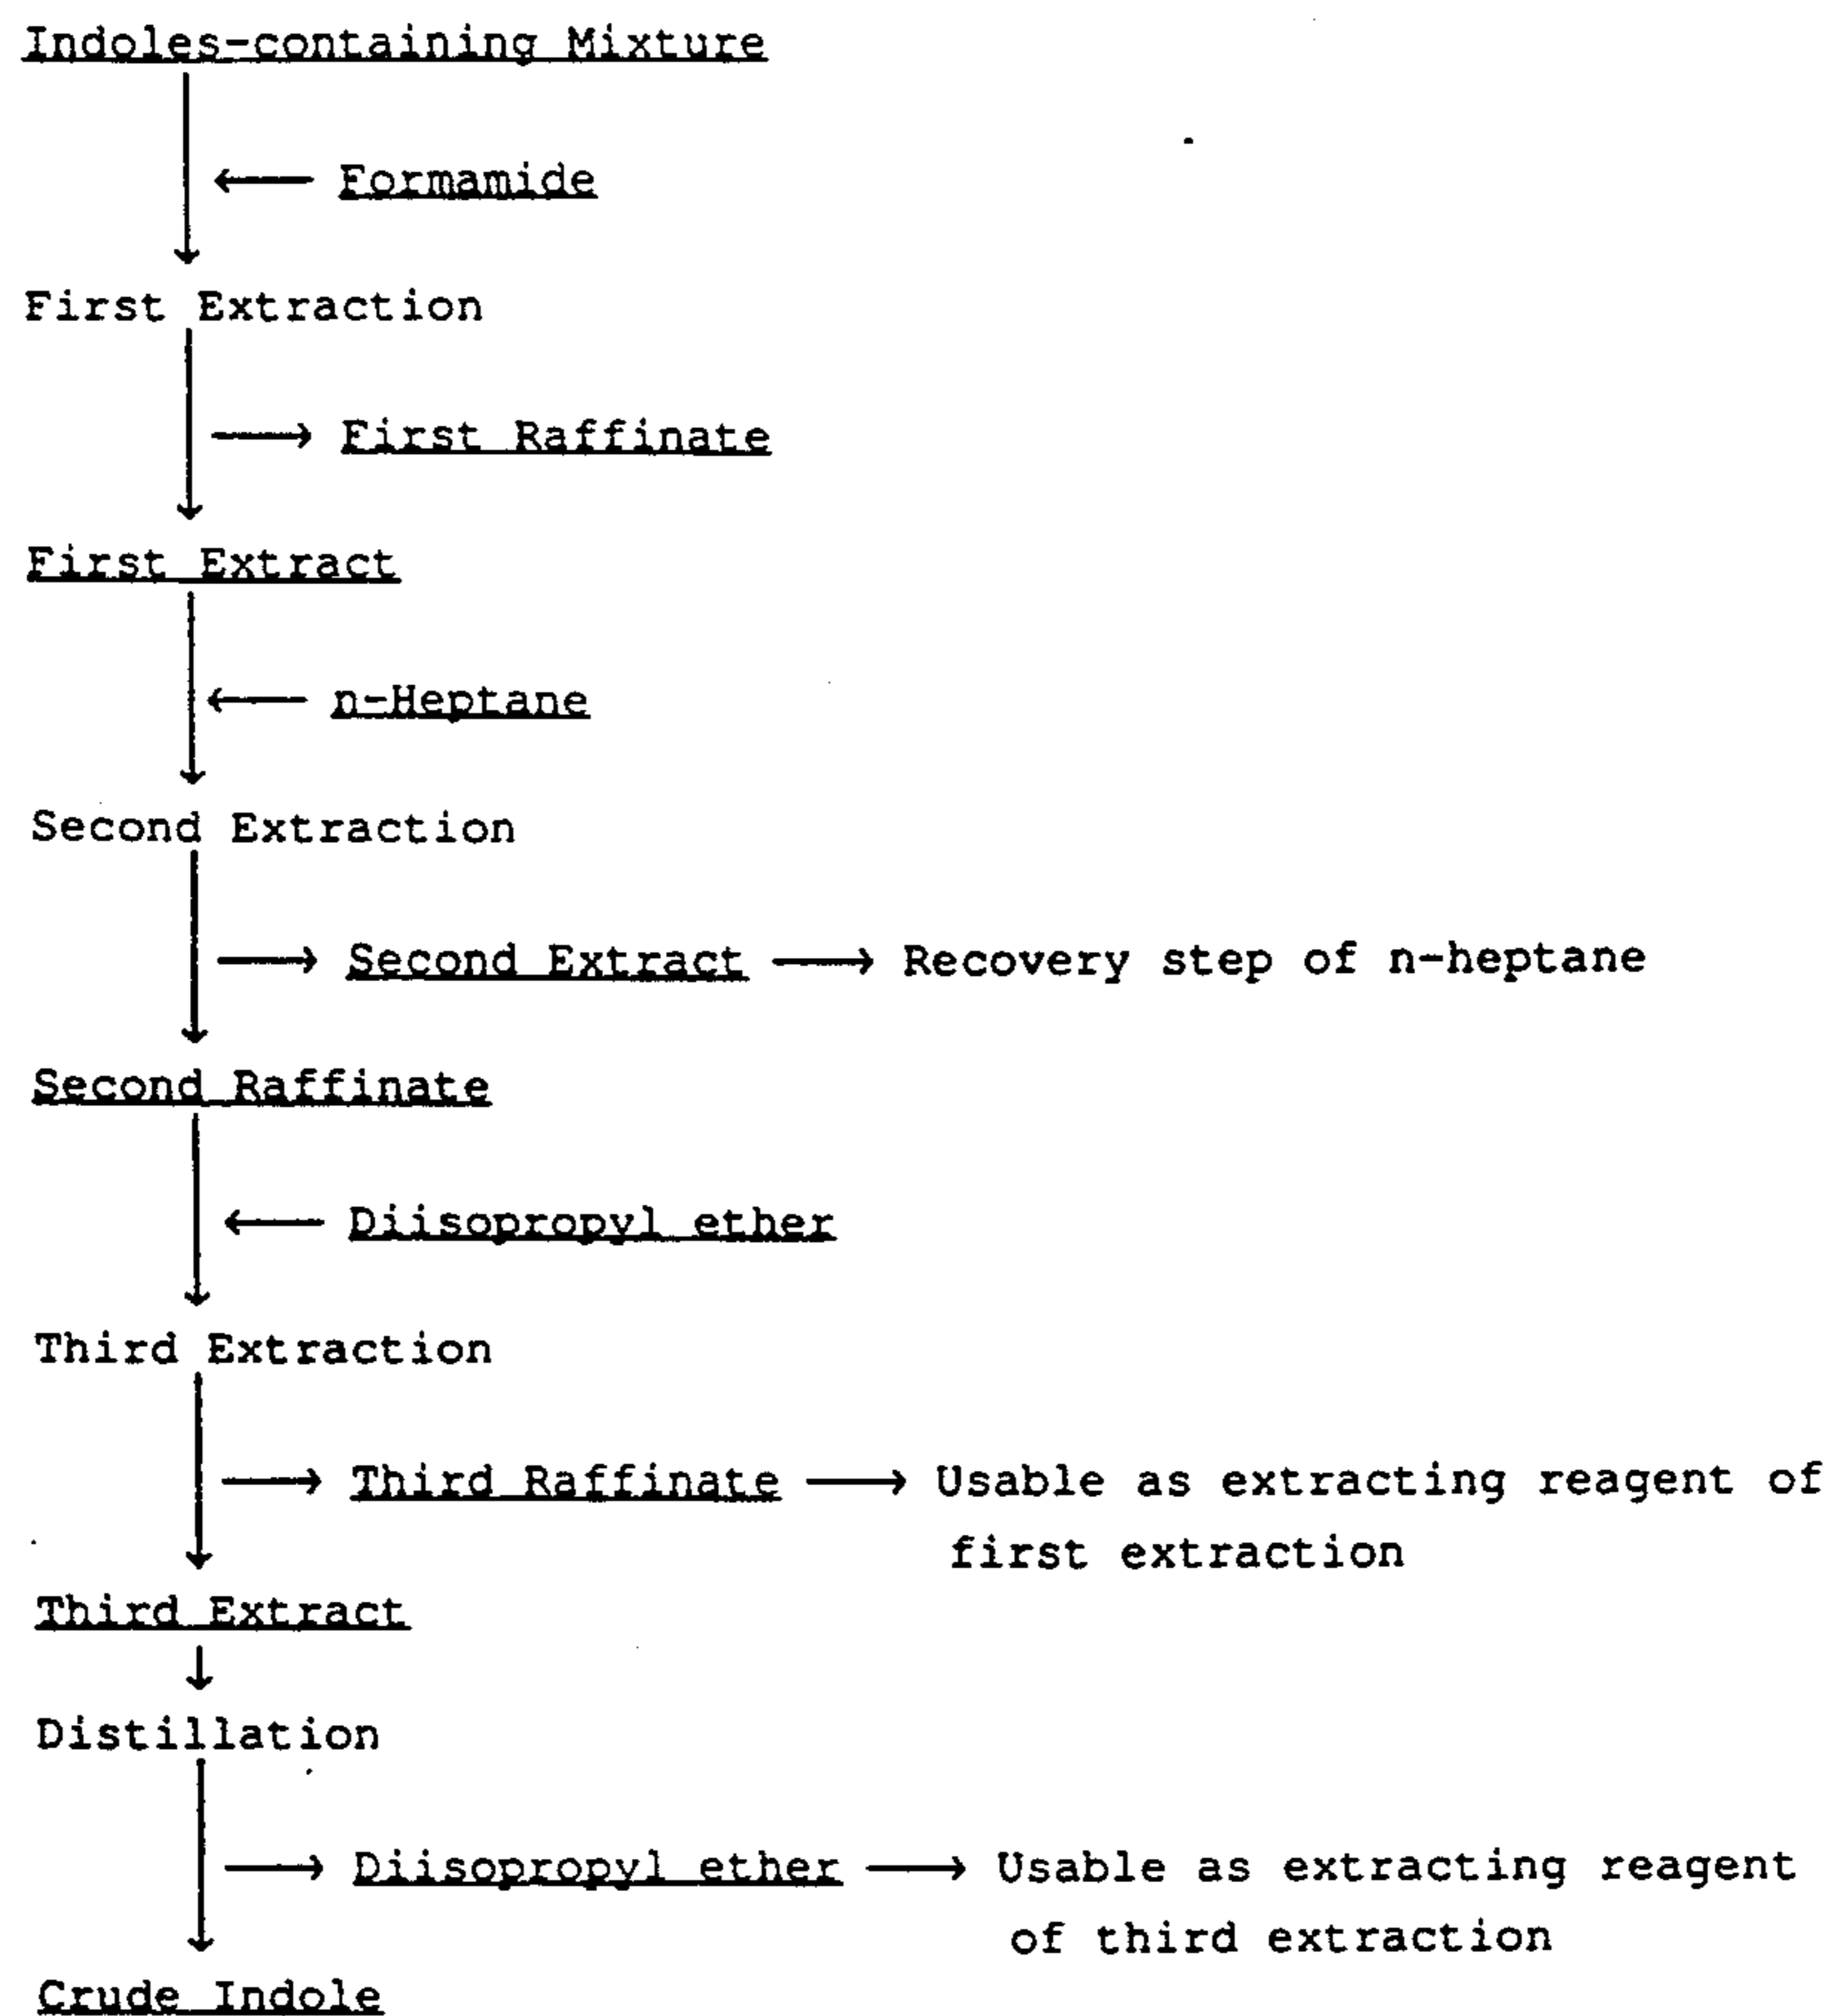 Indoles-containing Mixture
Formamide
First Extraction
First Raffinate
First Extract
n-Heptane
Second Extraction
Second Extract
Recovery step of n-heptane
Second Raffinate
Diisopropyl ether
Third Extraction
Third Raffinate
Usable as extracting reagent of
first extraction
Third Extract
Distillation
Diisopropyl ether
Usable as extracting reagent
of third extraction
Crude Indole